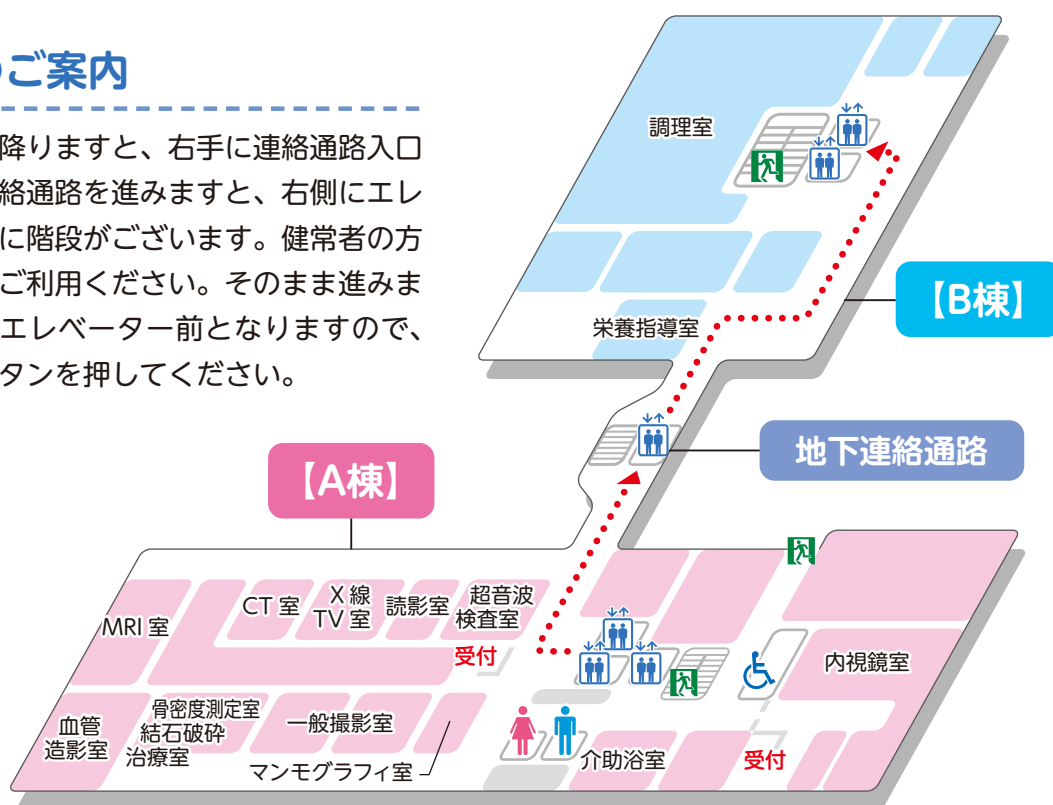 ご案内
降りますと、右手に連絡通路入口
絡通路を進みますと、右側にエレ
に階段がございます。健常者の方
ご利用ください。そのまま進みま
エレベーター前となりますので、
タンを押してください。
調理室
【B棟】
栄養指導室
地下連絡通路
【A棟】
MRI 室
CT 室
X 線
TV 室
読影室
超音波
検査室
受付
内視鏡室
血管
造影室
骨密度測定室
結石破砕
治療室
一般撮影室
マンモグラフィ室
介助浴室
受付